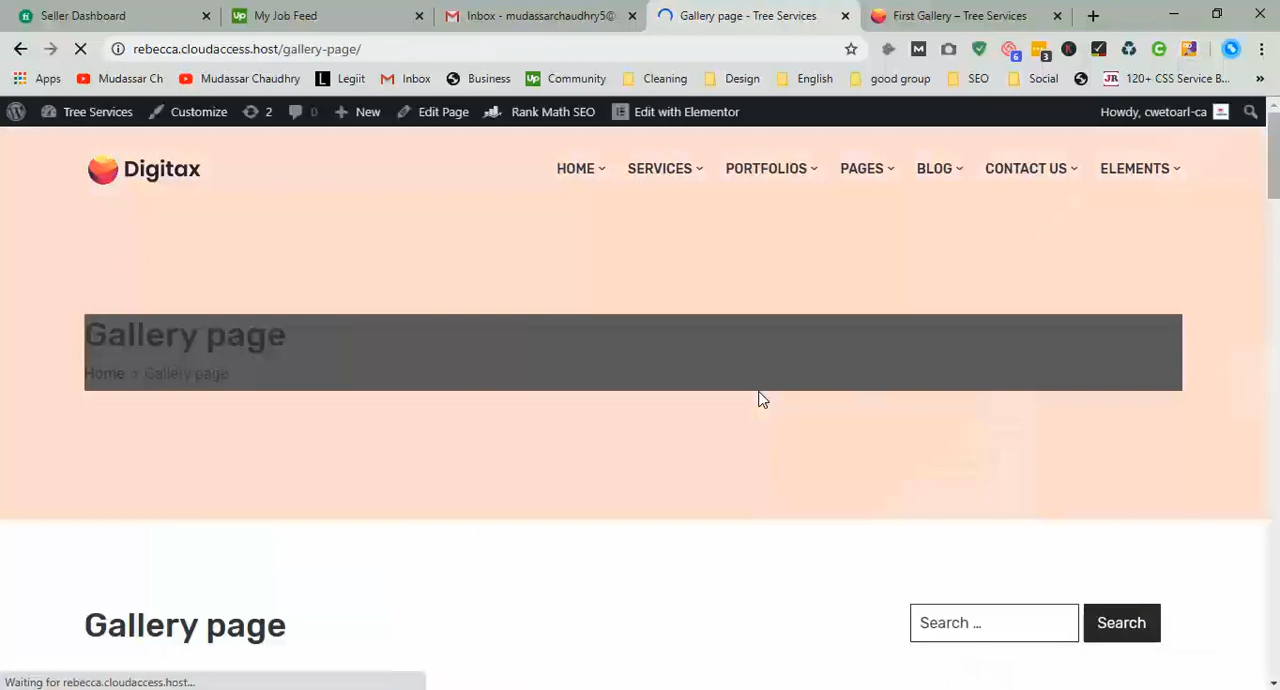 Seller Dashboard
My Job Feed
Inbox - mudassarchaudhry5@
Gallery page - Tree Services
First Gallery – Tree Services
rebecca.cloudaccess.host/gallery-page/
6
3
Apps
Mudassar Ch
Mudassar Chaudhry
Legiit
Inbox
Business
Community
Cleaning
Design
English
good group
SEO
Social
120+ CSS Service B...
Tree Services
Customize
2
0
New
Edit Page
Rank Math SEO
Edit with Elementor
Howdy, cwetoarl-ca
Digitax
HOME
SERVICES
PORTFOLIOS
PAGES
BLOG
CONTACT US
ELEMENTS
Gallery page
Home » Gallery page
Gallery page
Search …
Search
Waiting for rebecca.cloudaccess.host...